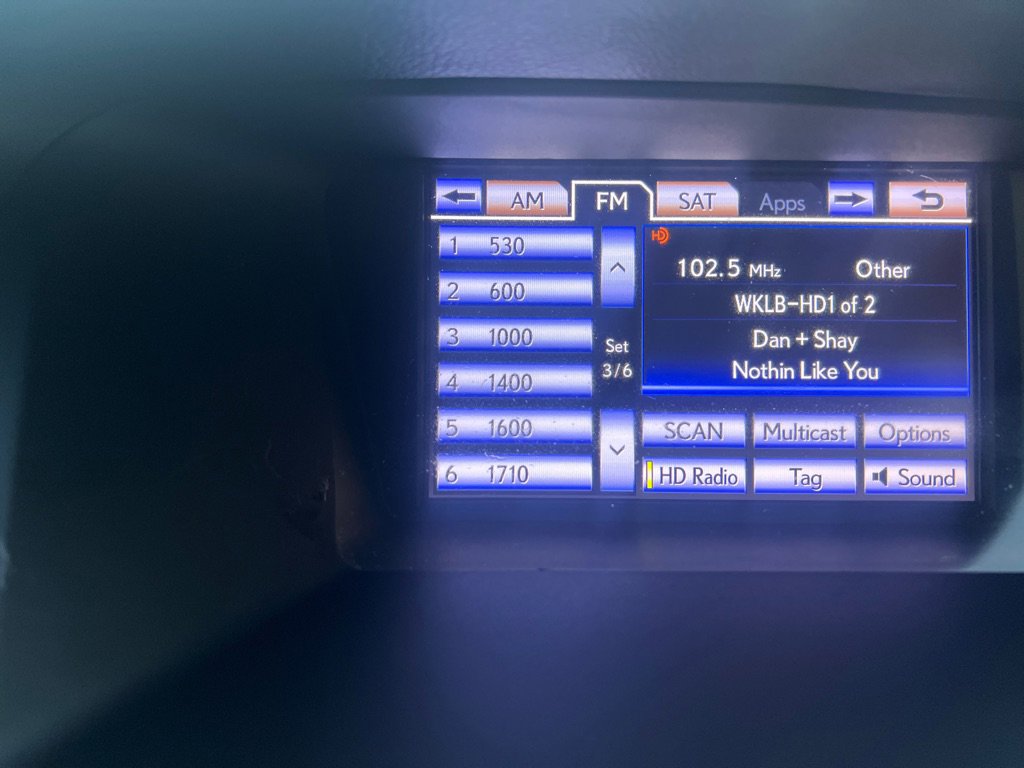 AM FM SAT Apps
1 530
2 600
3 1000
4 1400
5 1600
6 1710
Set
3/6
HD
102.5 MHz Other
WKLB-HD1 of 2
Dan + Shay
Nothin Like You
SCAN Multicast Options
HD Radio Tag Sound